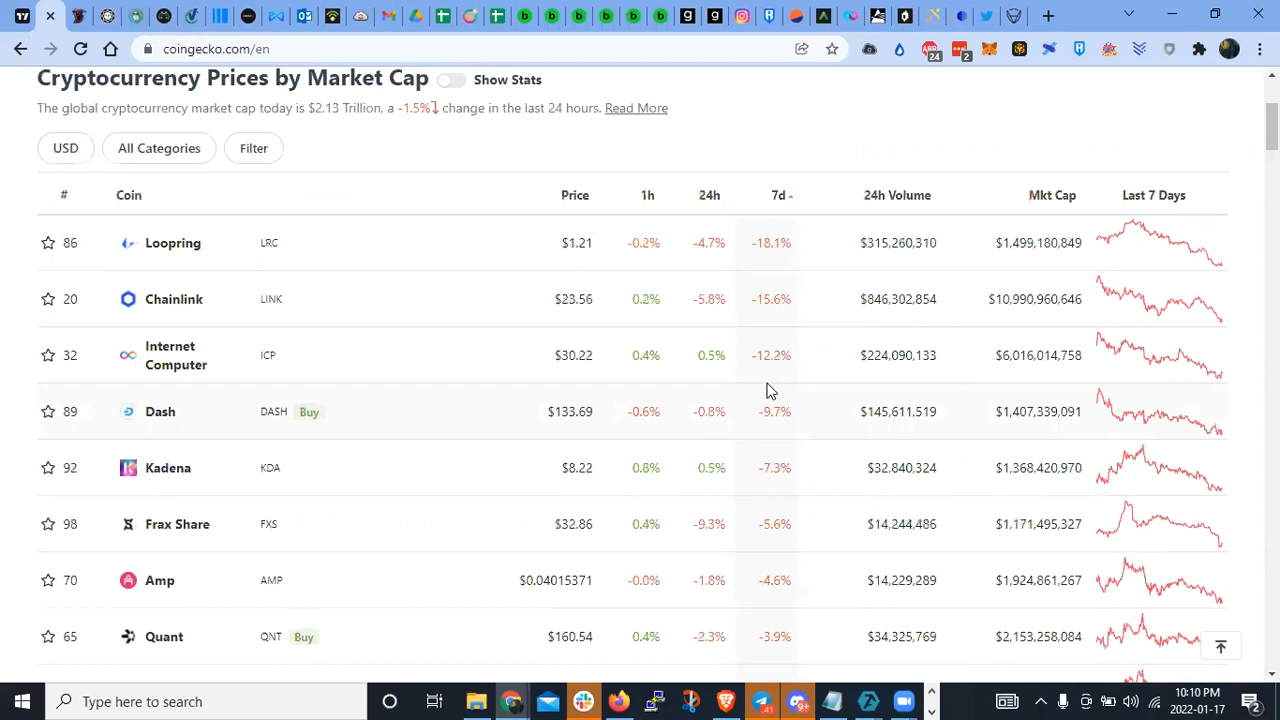 coingecko.com/en
24
2
Cryptocurrency Prices by Market Cap
Show Stats
The global cryptocurrency market cap today is $2.13 Trillion, a -1.5% change in the last 24 hours. Read More
USD All Categories Filter
# Coin Price 1h 24h 7d 24h Volume Mkt Cap Last 7 Days
86 Loopring LRC $1.21 -0.2% -4.7% -18.1% $315,260,310 $1,499,180,849
20 Chainlink LINK $23.56 0.2% -5.8% -15.6% $846,302,854 $10,990,960,646
32 Internet Computer ICP $30.22 0.4% 0.5% -12.2% $224,090,133 $6,016,014,758
89 Dash DASH Buy $133.69 -0.6% -0.8% -9.7% $145,611,519 $1,407,339,091
92 Kadena KDA $8.22 0.8% 0.5% -7.3% $32,840,324 $1,368,420,970
98 Frax Share FXS $32.86 0.4% -9.3% -5.6% $14,244,486 $1,171,495,327
70 Amp AMP $0.04015371 -0.0% -1.8% -4.6% $14,229,289 $1,924,861,267
65 Quant QNT Buy $160.54 0.4% -2.3% -3.9% $34,325,769 $2,153,258,084
Type here to search
41
9+
10:10 PM
2022-01-17
2